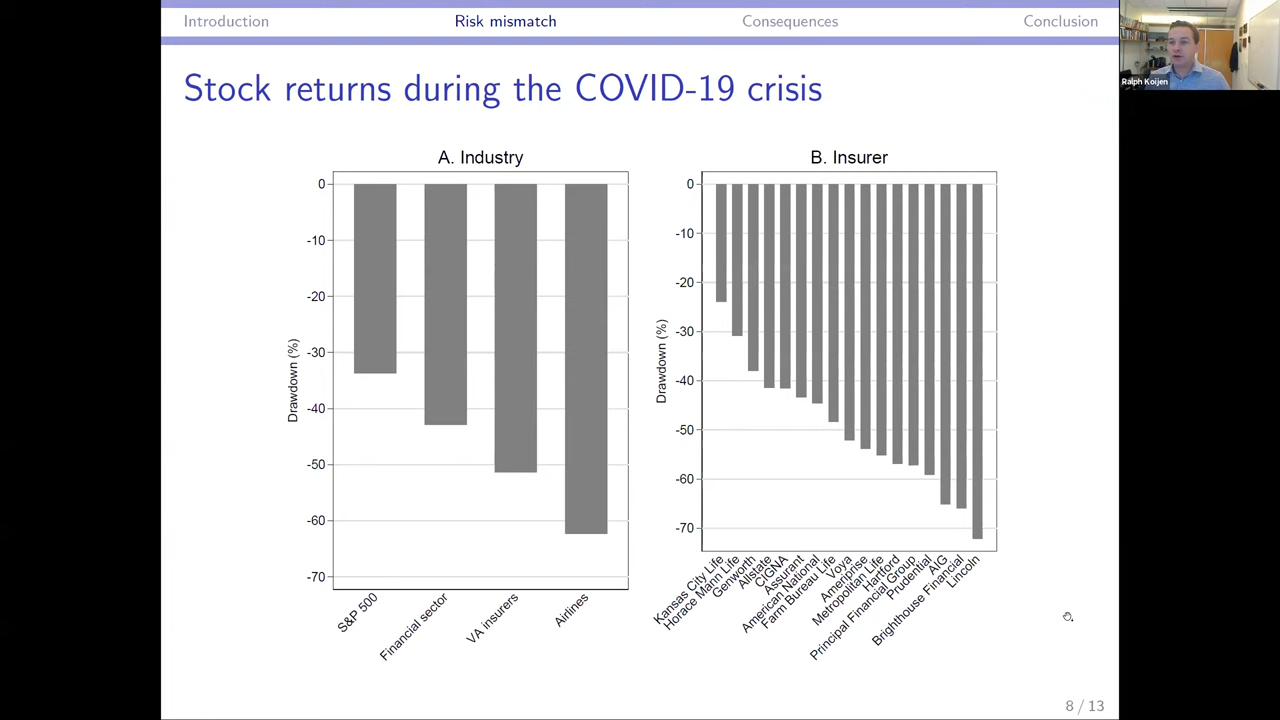 Introduction
Risk mismatch
Consequences
Conclusion
Ralph Koijen
Stock returns during the COVID-19 crisis
A. Industry
0
-10
-20
-30
-40
-50
-60
-70
Drawdown (%)
S&P 500
Financial sector
VA insurers
Airlines
B. Insurer
0
-10
-20
-30
-40
-50
-60
-70
Drawdown (%)
Kansas City Life
Horace Mann Life
Genworth
Allstate
CIGNA
Assurant
American National
Farm Bureau Life
Voya
Ameriprise
Metropolitan Life
Hartford
Principal Financial Group
Prudential
AIG
Brighthouse Financial
Lincoln
8 / 13